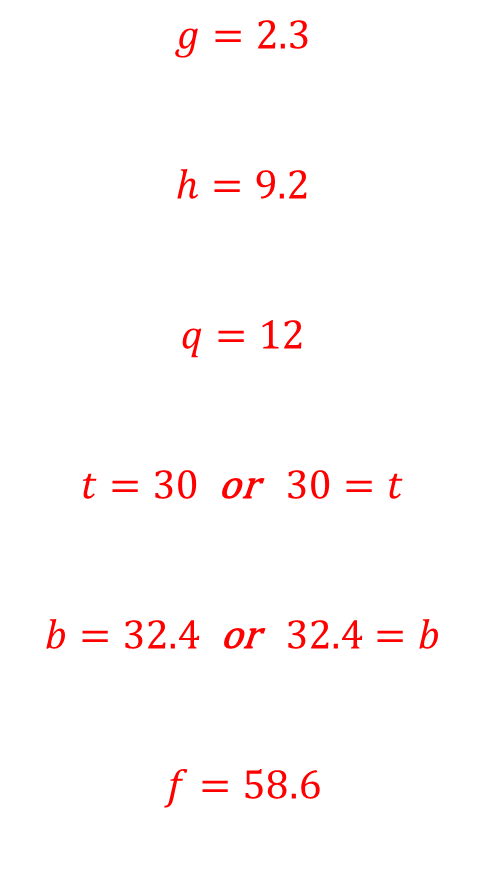 g = 2.3
h = 9.2
q = 12
t = 30 or 30 = t
b = 32.4 or 32.4 = b
f = 58.6